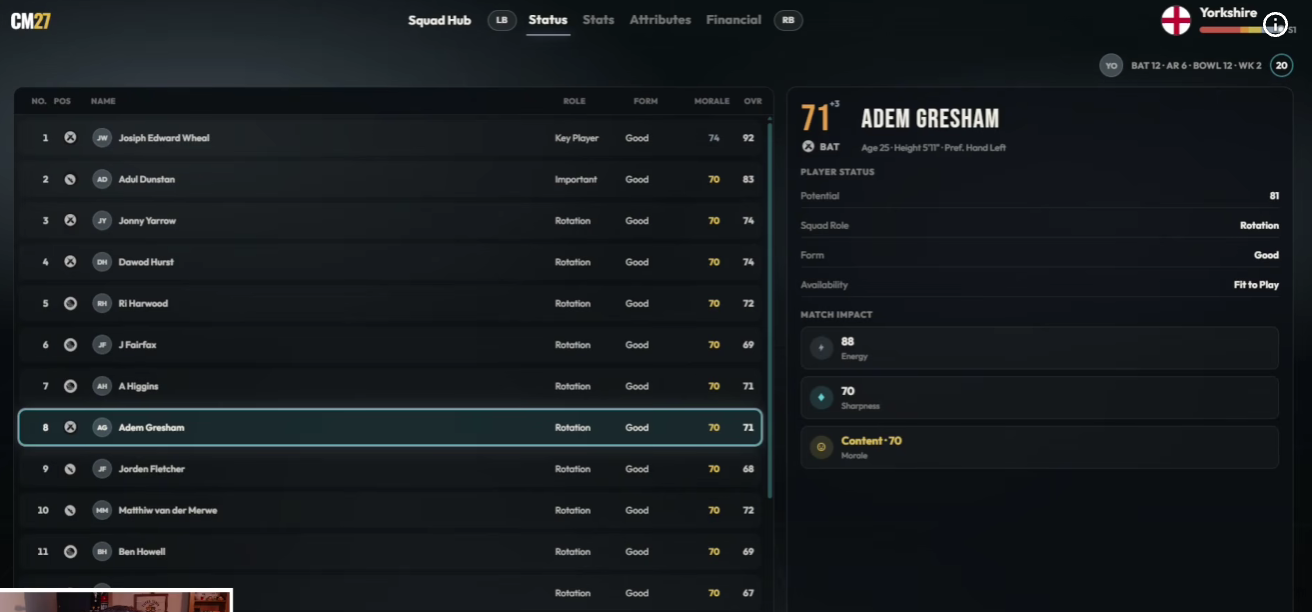 CM27
Squad Hub LB Status Stats Attributes Financial RB
Yorkshire
S1
YO BAT 12 · AR 6 · BOWL 12 · WK 2 20
NO. POS NAME ROLE FORM MORALE OVR
1 JW Josiph Edward Wheal Key Player Good 74 92
2 AD Adul Dunstan Important Good 70 83
3 JY Jonny Yarrow Rotation Good 70 74
4 DH Dawod Hurst Rotation Good 70 74
5 RH Ri Harwood Rotation Good 70 72
6 JF J Fairfax Rotation Good 70 69
7 AH A Higgins Rotation Good 70 71
8 AG Adem Gresham Rotation Good 70 71
9 JF Jorden Fletcher Rotation Good 70 68
10 MM Matthiw van der Merwe Rotation Good 70 72
11 BH Ben Howell Rotation Good 70 69
Rotation Good 70 67
71 +3 ADEM GRESHAM
BAT Age 25 · Height 5'11" · Pref. Hand Left
PLAYER STATUS
Potential 81
Squad Role Rotation
Form Good
Availability Fit to Play
MATCH IMPACT
88
Energy
70
Sharpness
Content · 70
Morale